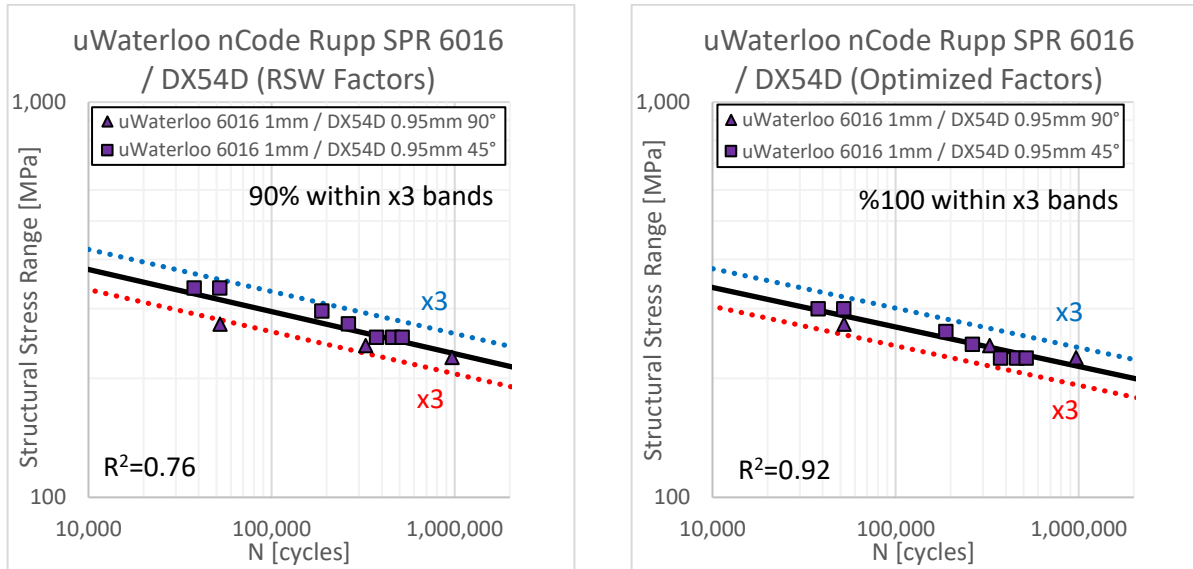 uWaterloo nCode Rupp SPR 6016
/ DX54D (RSW Factors)
1,000
uWaterloo 6016 1mm / DX54D 0.95mm 90°
uWaterloo 6016 1mm / DX54D 0.95mm 45°
90% within x3 bands
Structural Stress Range [MPa]
x3
x3
R²=0.76
100
10,000
100,000
1,000,000
N [cycles]
uWaterloo nCode Rupp SPR 6016
/ DX54D (Optimized Factors)
1,000
uWaterloo 6016 1mm / DX54D 0.95mm 90°
uWaterloo 6016 1mm / DX54D 0.95mm 45°
%100 within x3 bands
Structural Stress Range [MPa]
x3
x3
R²=0.92
100
10,000
100,000
1,000,000
N [cycles]